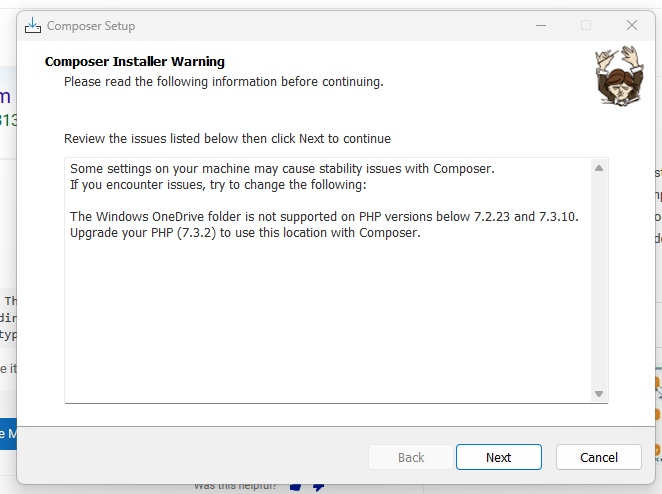 Composer Setup
Composer Installer Warning
Please read the following information before continuing.
Review the issues listed below then click Next to continue
Some settings on your machine may cause stability issues with Composer.
If you encounter issues, try to change the following:
The Windows OneDrive folder is not supported on PHP versions below 7.2.23 and 7.3.10.
Upgrade your PHP (7.3.2) to use this location with Composer.
Back
Next
Cancel
Was this helpful?